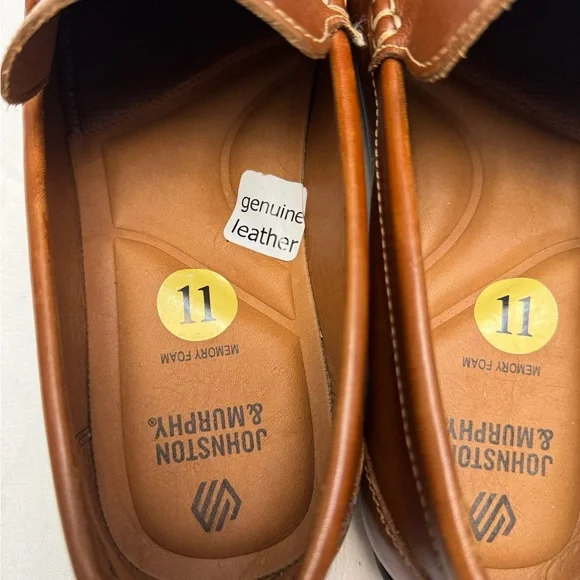 genuine
leather
11
MEMORY FOAM
JOHNSTON
& MURPHY®
11
MEMORY FOAM
JOHNSTON
& MURPHY